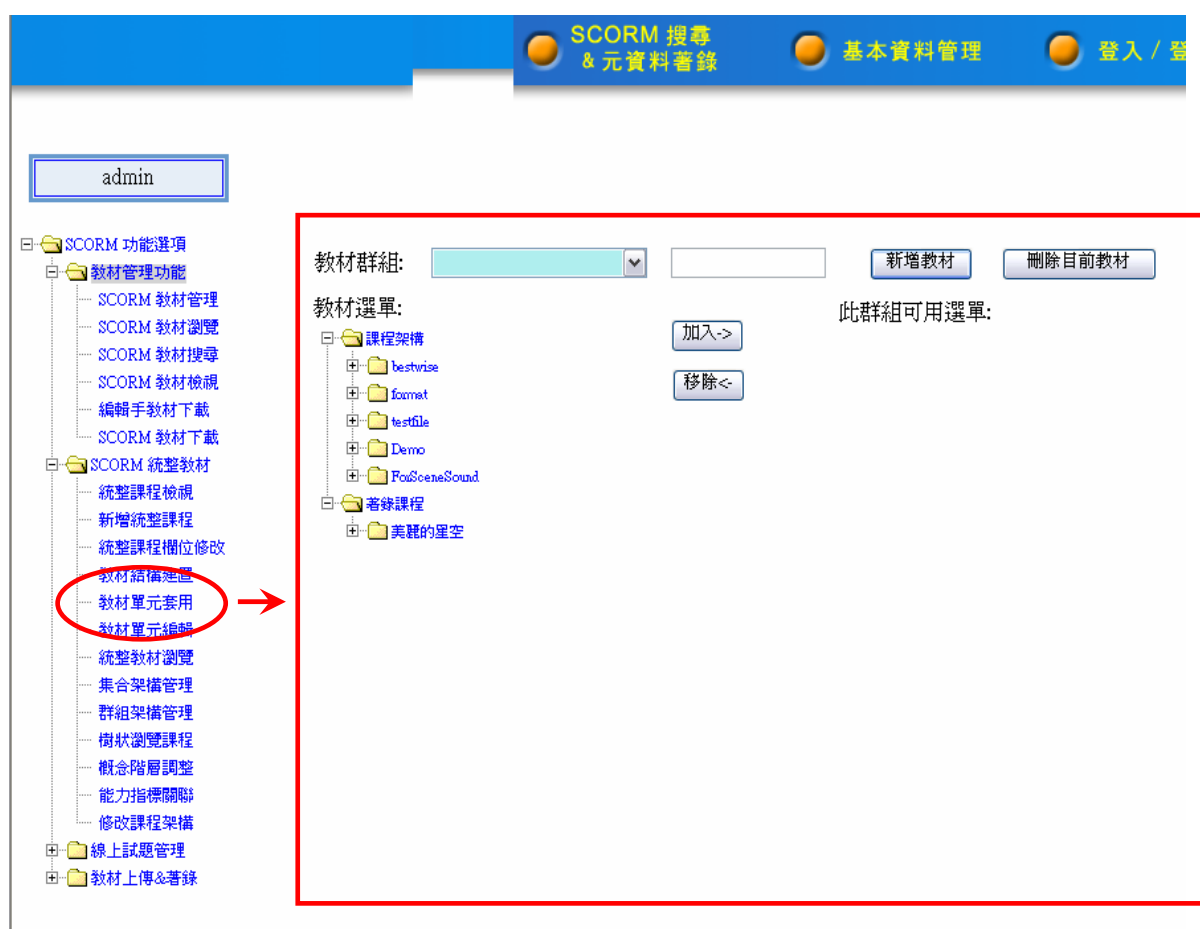 SCORM 搜尋
& 元資料著錄
基本資料管理
登入 / 登
admin
SCORM 功能選項
教材管理功能
SCORM 教材管理
SCORM 教材瀏覽
SCORM 教材搜尋
SCORM 教材檢視
編輯手教材下載
SCORM 教材下載
SCORM 統整教材
統整課程檢視
新增統整課程
統整課程欄位修改
教材結構建置
教材單元套用
教材單元編輯
統整教材瀏覽
集合架構管理
群組架構管理
樹狀瀏覽課程
概念階層調整
能力指標關聯
修改課程架構
線上試題管理
教材上傳&著錄
教材群組:
新增教材
刪除目前教材
教材選單:
此群組可用選單:
課程架構
bestwise
format
testfile
Demo
FoxSceneSound
著錄課程
美麗的星空
加入->
移除<-